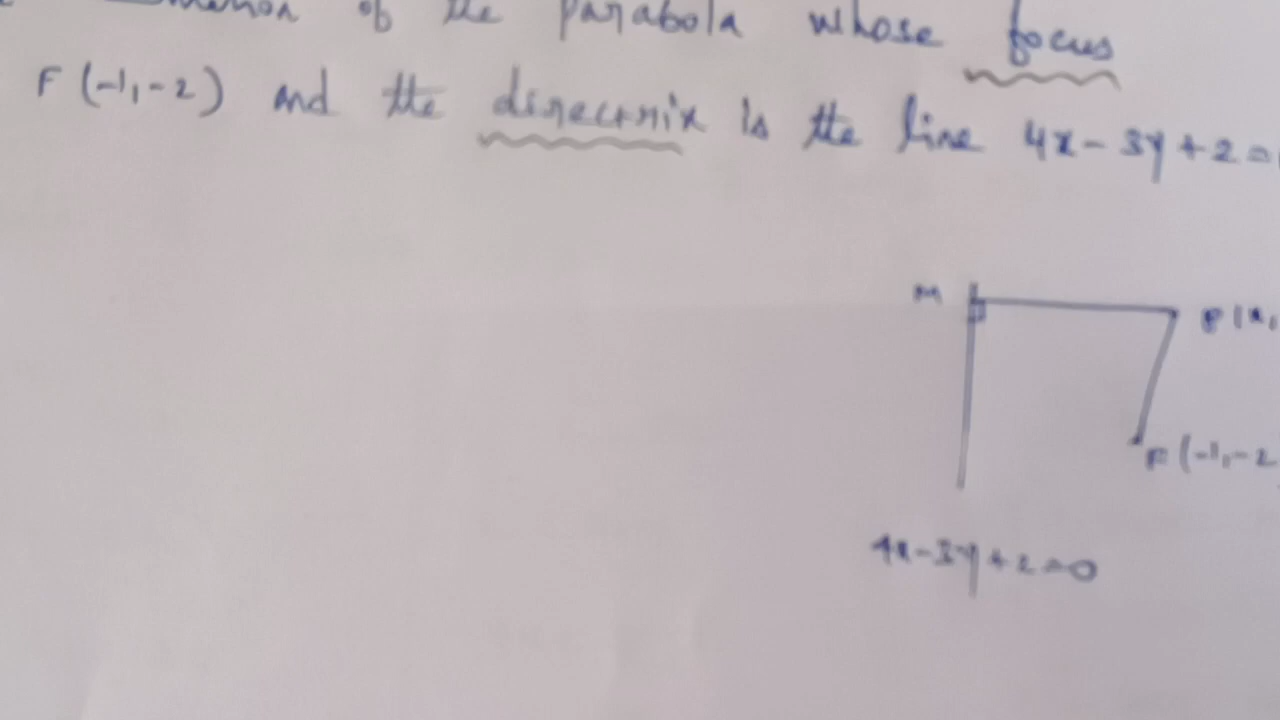 of the parabola whose focus
F (-1, -2) and the directrix is the line 4x - 3y + 2 =
M
P (x,
F (-1, -2
4x - 3y + 2 = 0